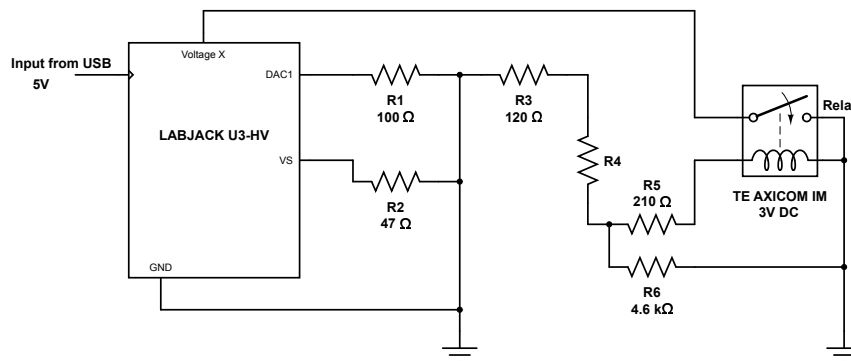 Voltage X
Input from USB
5V
DAC1
R1
100 Ω
R3
120 Ω
Rela
LABJACK U3-HV
R4
VS
R5
210 Ω
TE AXICOM IM
3V DC
R2
47 Ω
GND
R6
4.6 kΩ